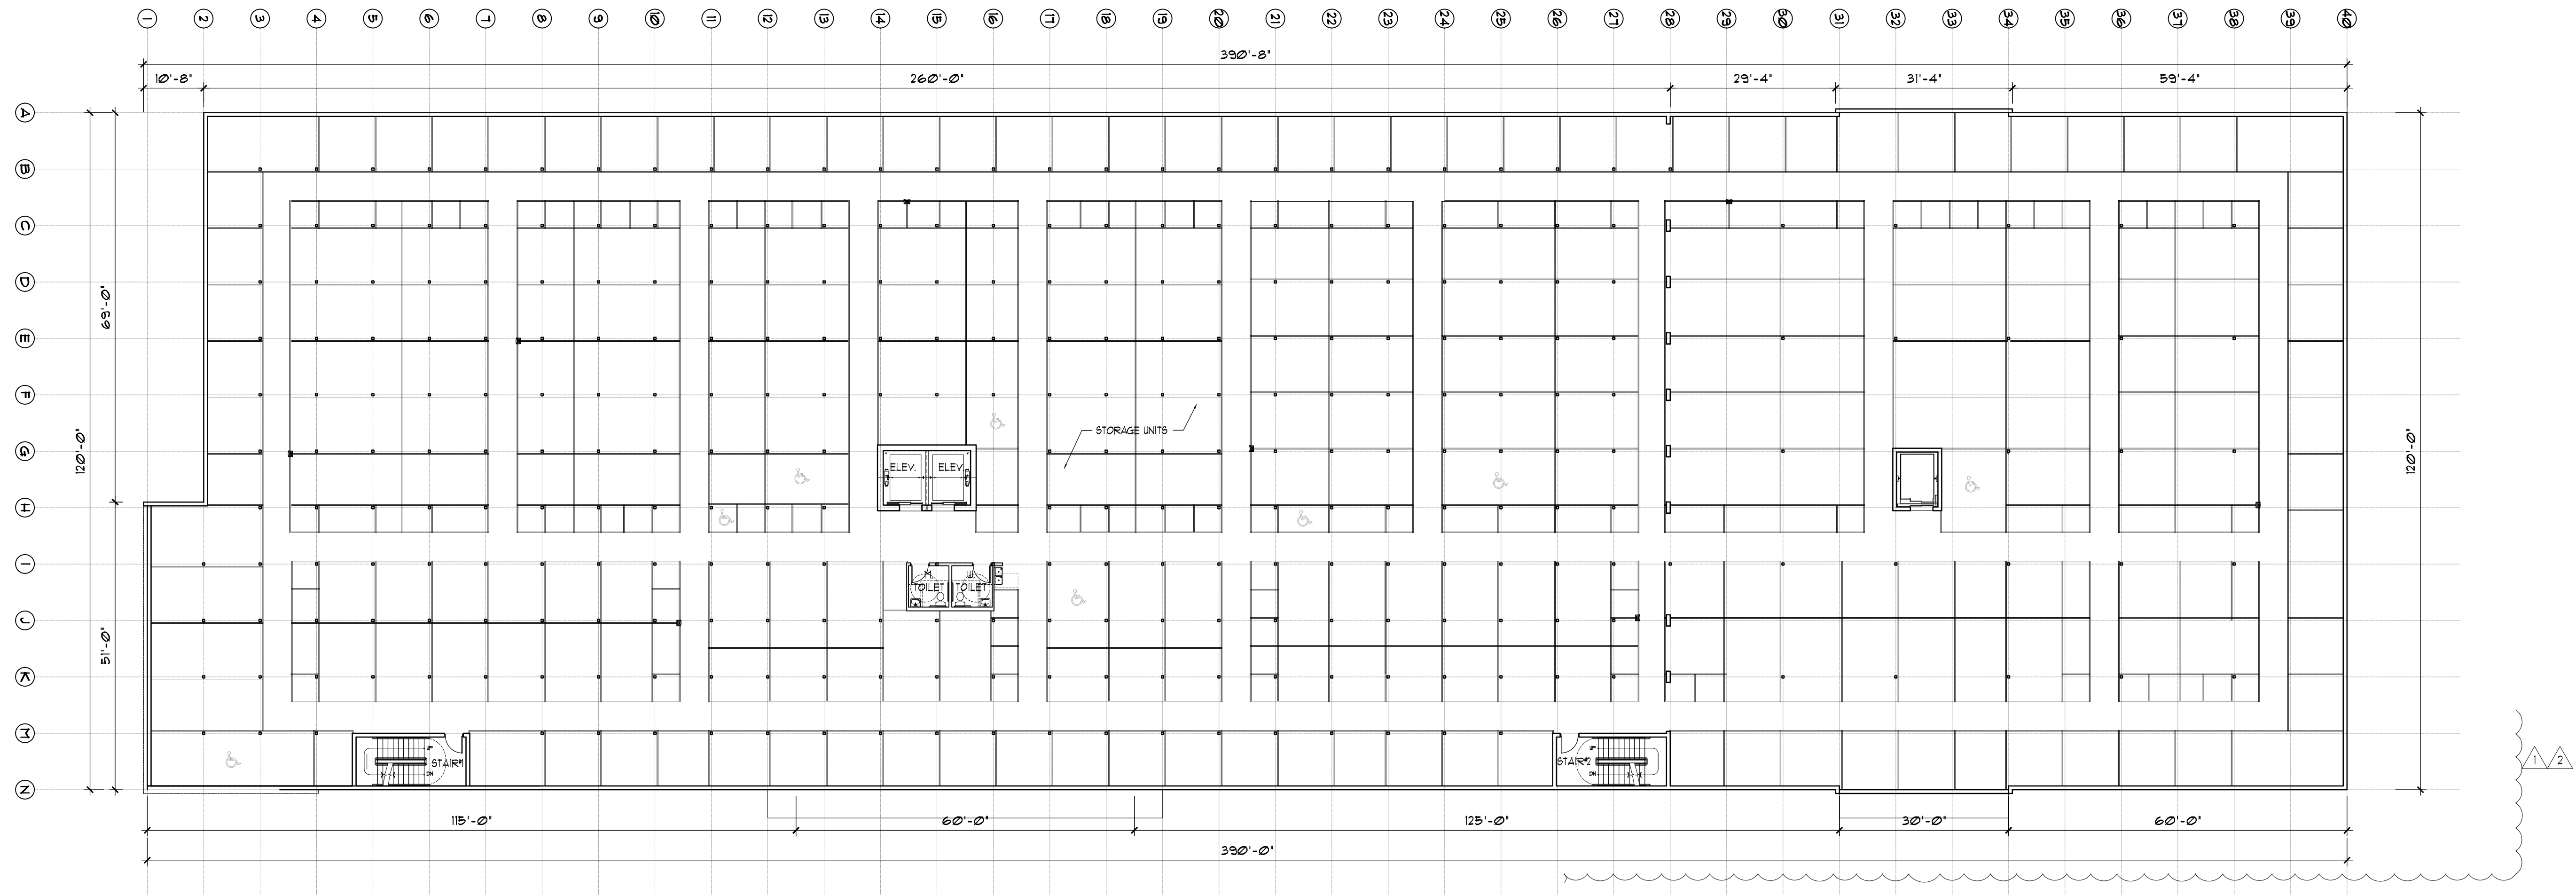 1 2 3 4 5 6 7 8 9 10 11 12 13 14 15 16 17 18 19 20 21 22 23 24 25 26 27 28 29 30 31 32 33 34 35 36 37 38 39 40
390'-8"
10'-8" 260'-0" 29'-4" 31'-4" 59'-4"
A
B
C
D
E
F
G
H
I
J
K
M
N
69'-0"
120'-0"
51'-0"
120'-0"
STORAGE UNITS
ELEV. ELEV.
M. W.
TOILET TOILET
UP
STAIR#1
DN
UP
STAIR#2
DN
1 2
115'-0" 60'-0" 125'-0" 30'-0" 60'-0"
390'-0"